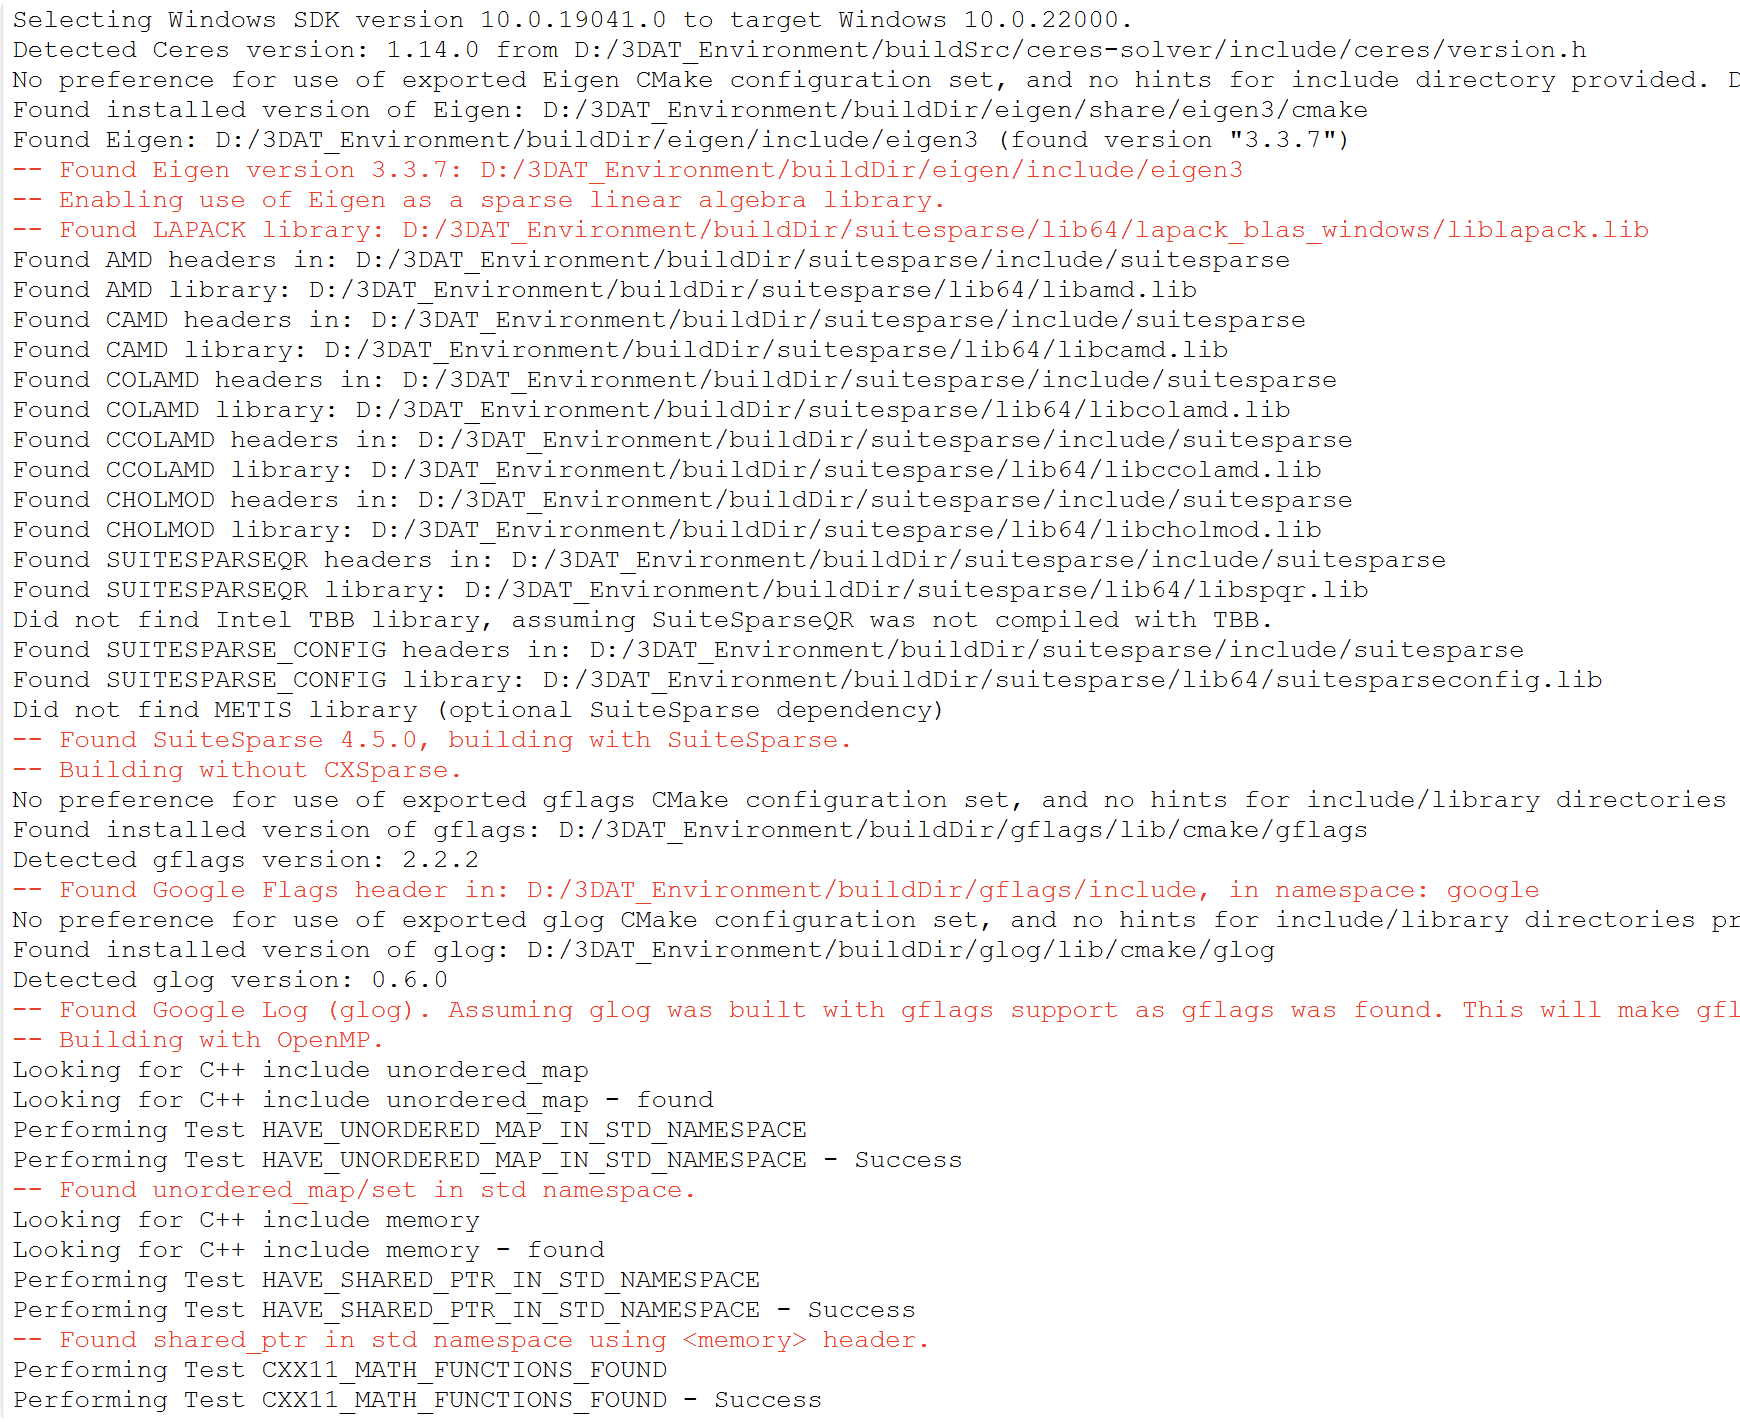 Selecting Windows SDK version 10.0.19041.0 to target Windows 10.0.22000.
Detected Ceres version: 1.14.0 from D:/3DAT_Environment/buildSrc/ceres-solver/include/ceres/version.h
No preference for use of exported Eigen CMake configuration set, and no hints for include directory provided. D
Found installed version of Eigen: D:/3DAT_Environment/buildDir/eigen/share/eigen3/cmake
Found Eigen: D:/3DAT_Environment/buildDir/eigen/include/eigen3 (found version "3.3.7")
-- Found Eigen version 3.3.7: D:/3DAT_Environment/buildDir/eigen/include/eigen3
-- Enabling use of Eigen as a sparse linear algebra library.
-- Found LAPACK library: D:/3DAT_Environment/buildDir/suitesparse/lib64/lapack_blas_windows/liblapack.lib
Found AMD headers in: D:/3DAT_Environment/buildDir/suitesparse/include/suitesparse
Found AMD library: D:/3DAT_Environment/buildDir/suitesparse/lib64/libamd.lib
Found CAMD headers in: D:/3DAT_Environment/buildDir/suitesparse/include/suitesparse
Found CAMD library: D:/3DAT_Environment/buildDir/suitesparse/lib64/libcamd.lib
Found COLAMD headers in: D:/3DAT_Environment/buildDir/suitesparse/include/suitesparse
Found COLAMD library: D:/3DAT_Environment/buildDir/suitesparse/lib64/libcolamd.lib
Found CCOLAMD headers in: D:/3DAT_Environment/buildDir/suitesparse/include/suitesparse
Found CCOLAMD library: D:/3DAT_Environment/buildDir/suitesparse/lib64/libccolamd.lib
Found CHOLMOD headers in: D:/3DAT_Environment/buildDir/suitesparse/include/suitesparse
Found CHOLMOD library: D:/3DAT_Environment/buildDir/suitesparse/lib64/libcholmod.lib
Found SUITESPARSEQR headers in: D:/3DAT_Environment/buildDir/suitesparse/include/suitesparse
Found SUITESPARSEQR library: D:/3DAT_Environment/buildDir/suitesparse/lib64/libspqr.lib
Did not find Intel TBB library, assuming SuiteSparseQR was not compiled with TBB.
Found SUITESPARSE_CONFIG headers in: D:/3DAT_Environment/buildDir/suitesparse/include/suitesparse
Found SUITESPARSE_CONFIG library: D:/3DAT_Environment/buildDir/suitesparse/lib64/suitesparseconfig.lib
Did not find METIS library (optional SuiteSparse dependency)
-- Found SuiteSparse 4.5.0, building with SuiteSparse.
-- Building without CXSparse.
No preference for use of exported gflags CMake configuration set, and no hints for include/library directories
Found installed version of gflags: D:/3DAT_Environment/buildDir/gflags/lib/cmake/gflags
Detected gflags version: 2.2.2
-- Found Google Flags header in: D:/3DAT_Environment/buildDir/gflags/include, in namespace: google
No preference for use of exported glog CMake configuration set, and no hints for include/library directories pr
Found installed version of glog: D:/3DAT_Environment/buildDir/glog/lib/cmake/glog
Detected glog version: 0.6.0
-- Found Google Log (glog). Assuming glog was built with gflags support as gflags was found. This will make gfl
-- Building with OpenMP.
Looking for C++ include unordered_map
Looking for C++ include unordered_map - found
Performing Test HAVE_UNORDERED_MAP_IN_STD_NAMESPACE
Performing Test HAVE_UNORDERED_MAP_IN_STD_NAMESPACE - Success
-- Found unordered_map/set in std namespace.
Looking for C++ include memory
Looking for C++ include memory - found
Performing Test HAVE_SHARED_PTR_IN_STD_NAMESPACE
Performing Test HAVE_SHARED_PTR_IN_STD_NAMESPACE - Success
-- Found shared_ptr in std namespace using <memory> header.
Performing Test CXX11_MATH_FUNCTIONS_FOUND
Performing Test CXX11_MATH_FUNCTIONS_FOUND - Success